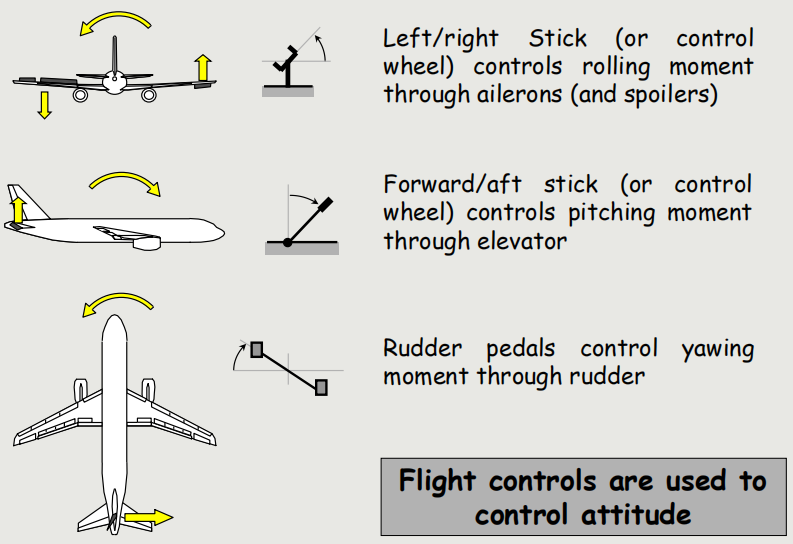 Left/right Stick (or control
wheel) controls rolling moment
through ailerons (and spoilers)
Forward/aft stick (or control
wheel) controls pitching moment
through elevator
Rudder pedals control yawing
moment through rudder
Flight controls are used to
control attitude